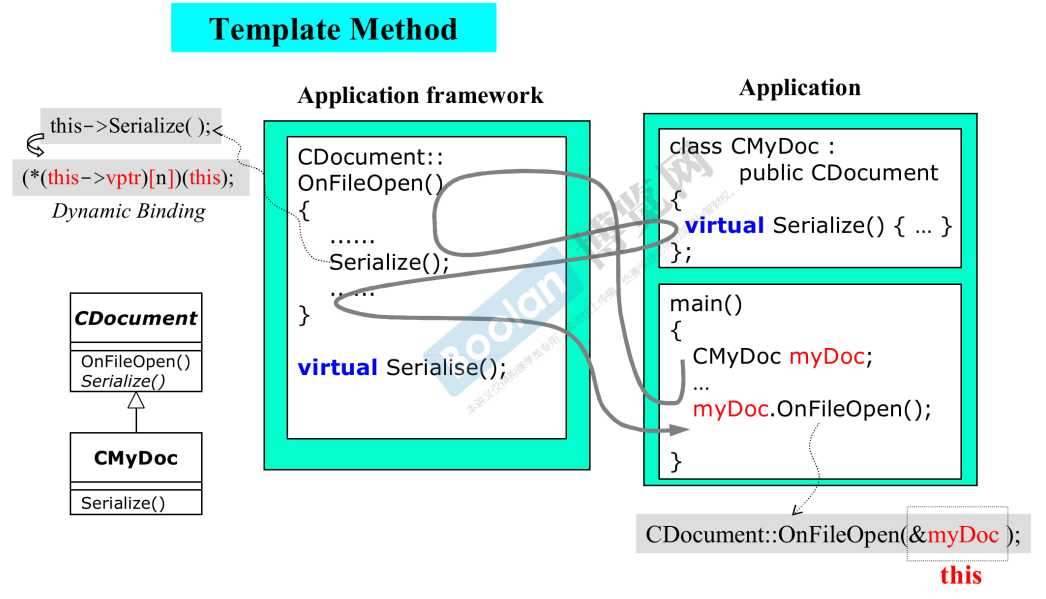 Template Method
Application framework
Application
this->Serialize( );
(*(this->vptr)[n])(this);
Dynamic Binding
CDocument::
OnFileOpen()
{
……
Serialize();
……
}
virtual Serialise();
class CMyDoc :
public CDocument
{
virtual Serialize() { … }
};
main()
{
CMyDoc myDoc;
…
myDoc.OnFileOpen();
}
CDocument
OnFileOpen()
Serialize()
CMyDoc
Serialize()
CDocument::OnFileOpen(&myDoc );
this
Boolan
博览网